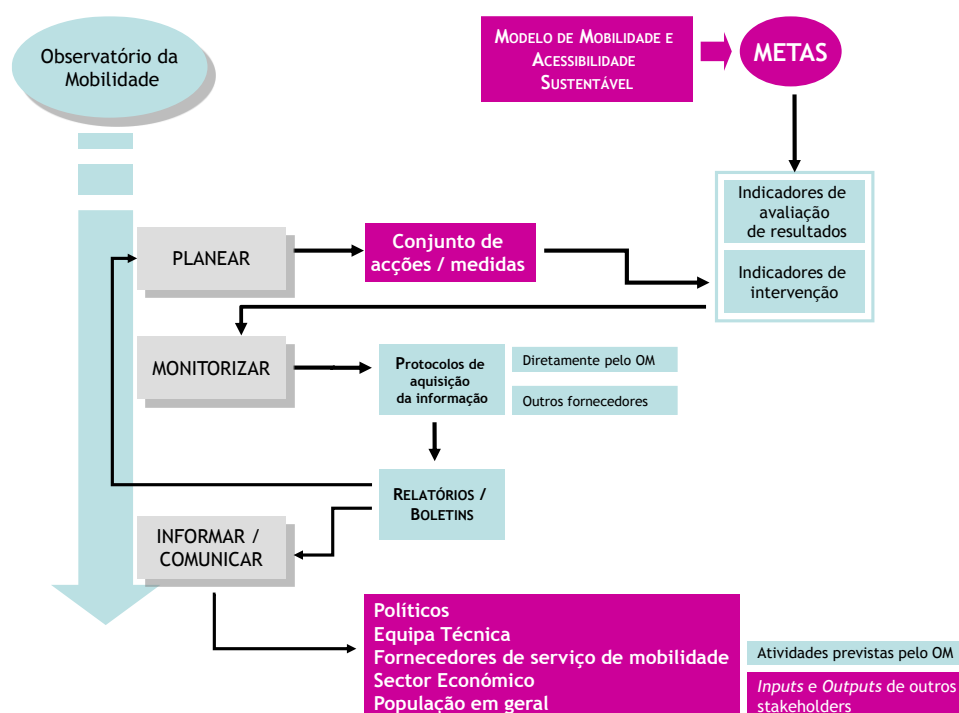 Observatório da
Mobilidade
MODELO DE MOBILIDADE E
ACESSIBILIDADE
SUSTENTÁVEL
METAS
Indicadores de
avaliação
de resultados
Indicadores de
intervenção
PLANEAR
Conjunto de
acções / medidas
MONITORIZAR
Protocolos de
aquisição
da informação
Diretamente pelo OM
Outros fornecedores
RELATÓRIOS /
BOLETINS
INFORMAR /
COMUNICAR
Políticos
Equipa Técnica
Fornecedores de serviço de mobilidade
Sector Económico
População em geral
Atividades previstas pelo OM
Inputs e Outputs de outros
stakeholders